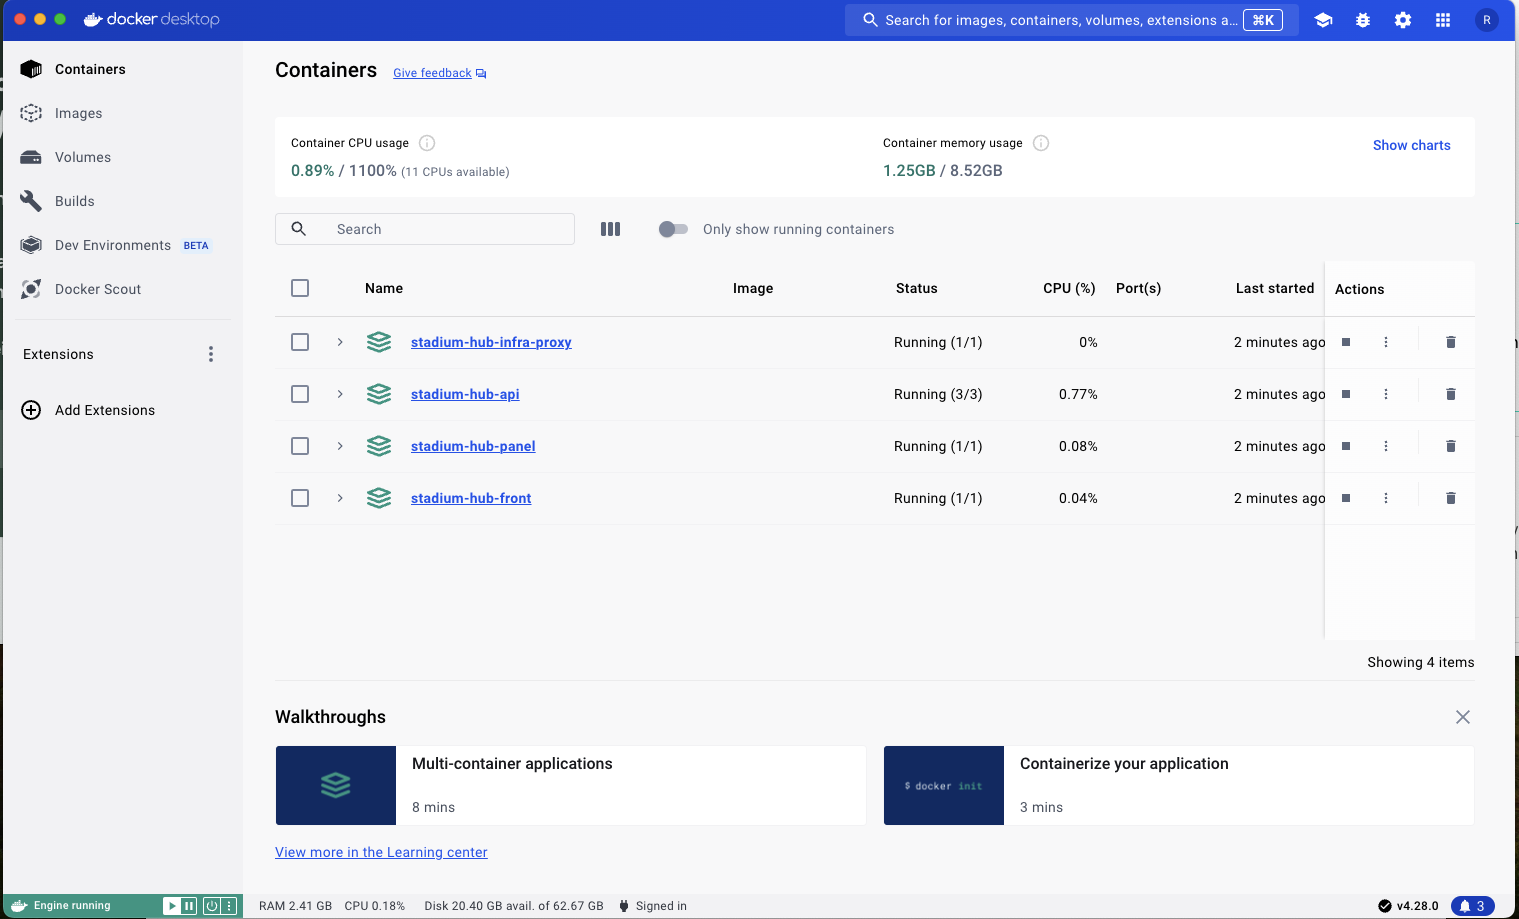 docker desktop
Search for images, containers, volumes, extensions a... ⌘K
R
Containers
Images
Volumes
Builds
Dev Environments BETA
Docker Scout
Extensions
Add Extensions
Containers Give feedback
Container CPU usage
0.89% / 1100% (11 CPUs available)
Container memory usage
1.25GB / 8.52GB
Show charts
Search
Only show running containers
Name Image Status CPU (%) Port(s) Last started Actions
stadium-hub-infra-proxy Running (1/1) 0% 2 minutes ago
stadium-hub-api Running (3/3) 0.77% 2 minutes ago
stadium-hub-panel Running (1/1) 0.08% 2 minutes ago
stadium-hub-front Running (1/1) 0.04% 2 minutes ago
Showing 4 items
Walkthroughs
Multi-container applications
8 mins
$ docker init
Containerize your application
3 mins
View more in the Learning center
Engine running
RAM 2.41 GB CPU 0.18% Disk 20.40 GB avail. of 62.67 GB Signed in
v4.28.0
3